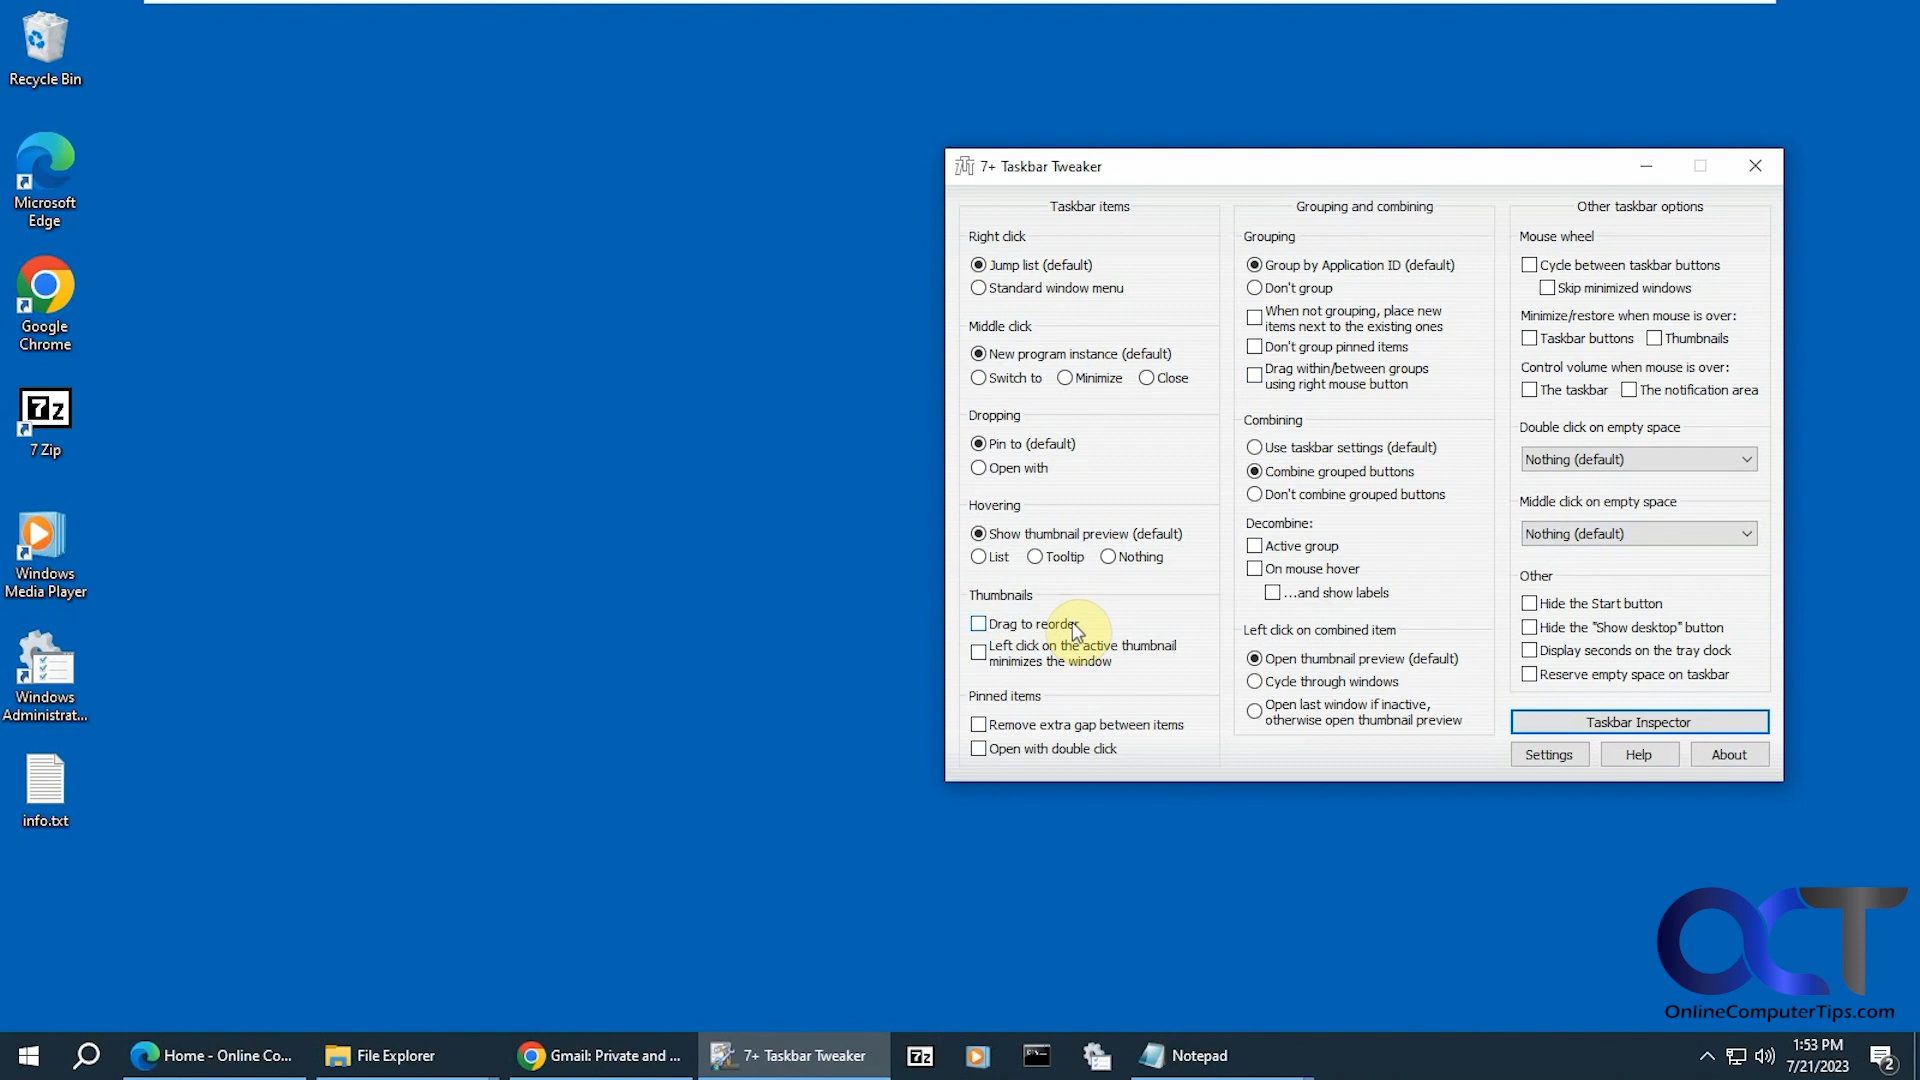 Recycle Bin
Microsoft
Edge
Google
Chrome
7z
7 Zip
Windows
Media Player
Windows
Administrat...
info.txt
7+ Taskbar Tweaker
Taskbar items
Right click
Jump list (default)
Standard window menu
Middle click
New program instance (default)
Switch to
Minimize
Close
Dropping
Pin to (default)
Open with
Hovering
Show thumbnail preview (default)
List
Tooltip
Nothing
Thumbnails
Drag to reorder
Left click on the active thumbnail
minimizes the window
Pinned items
Remove extra gap between items
Open with double click
Grouping and combining
Grouping
Group by Application ID (default)
Don't group
When not grouping, place new
items next to the existing ones
Don't group pinned items
Drag within/between groups
using right mouse button
Combining
Use taskbar settings (default)
Combine grouped buttons
Don't combine grouped buttons
Decombine:
Active group
On mouse hover
...and show labels
Left click on combined item
Open thumbnail preview (default)
Cycle through windows
Open last window if inactive,
otherwise open thumbnail preview
Other taskbar options
Mouse wheel
Cycle between taskbar buttons
Skip minimized windows
Minimize/restore when mouse is over:
Taskbar buttons
Thumbnails
Control volume when mouse is over:
The taskbar
The notification area
Double click on empty space
Nothing (default)
Middle click on empty space
Nothing (default)
Other
Hide the Start button
Hide the "Show desktop" button
Display seconds on the tray clock
Reserve empty space on taskbar
Taskbar Inspector
Settings
Help
About
OCT
OnlineComputerTips.com
Home - Online Co...
File Explorer
Gmail: Private and ...
7+ Taskbar Tweaker
7z
Notepad
1:53 PM
7/21/2023
2